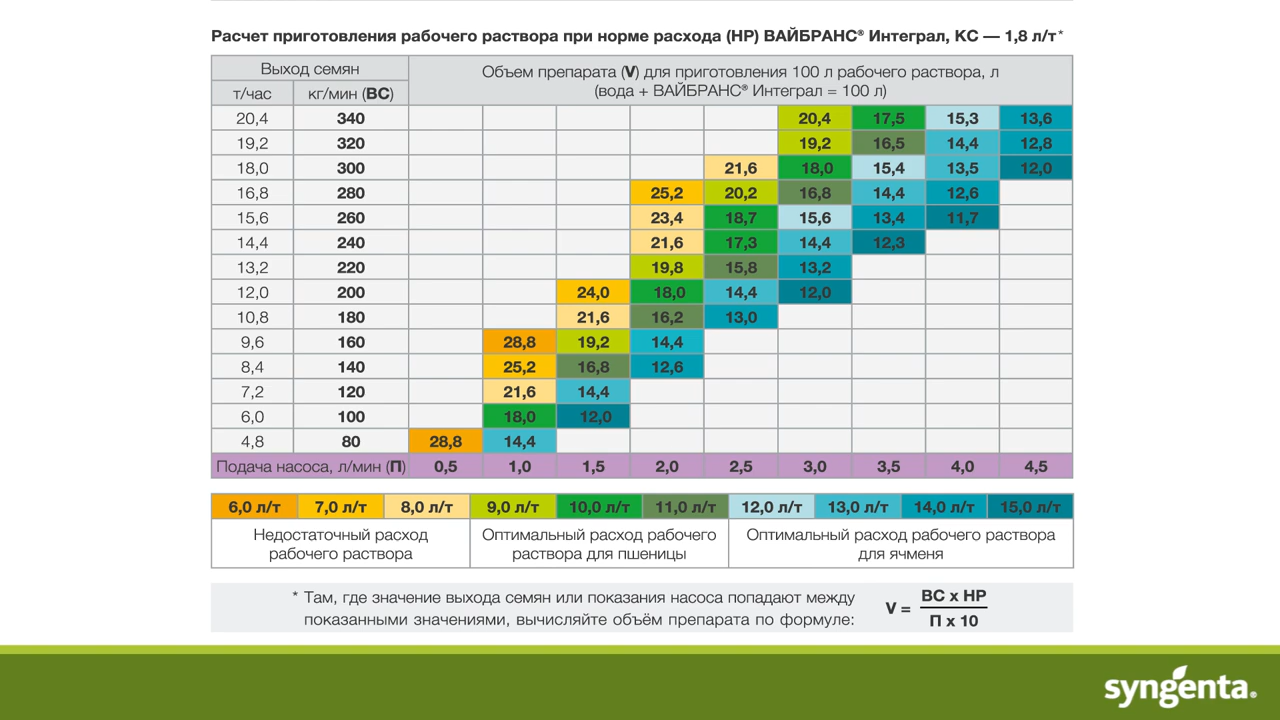 Расчет приготовления рабочего раствора при норме расхода (НР) ВАЙБРАНС® Интеграл, КС — 1,8 л/т*
Выход семян
Объем препарата (V) для приготовления 100 л рабочего раствора, л
(вода + ВАЙБРАНС® Интеграл = 100 л)
т/час кг/мин (ВС)
20,4 340 20,4 17,5 15,3 13,6
19,2 320 19,2 16,5 14,4 12,8
18,0 300 21,6 18,0 15,4 13,5 12,0
16,8 280 25,2 20,2 16,8 14,4 12,6
15,6 260 23,4 18,7 15,6 13,4 11,7
14,4 240 21,6 17,3 14,4 12,3
13,2 220 19,8 15,8 13,2
12,0 200 24,0 18,0 14,4 12,0
10,8 180 21,6 16,2 13,0
9,6 160 28,8 19,2 14,4
8,4 140 25,2 16,8 12,6
7,2 120 21,6 14,4
6,0 100 18,0 12,0
4,8 80 28,8 14,4
Подача насоса, л/мин (П) 0,5 1,0 1,5 2,0 2,5 3,0 3,5 4,0 4,5
6,0 л/т 7,0 л/т 8,0 л/т 9,0 л/т 10,0 л/т 11,0 л/т 12,0 л/т 13,0 л/т 14,0 л/т 15,0 л/т
Недостаточный расход
рабочего раствора
Оптимальный расход рабочего
раствора для пшеницы
Оптимальный расход рабочего раствора
для ячменя
* Там, где значение выхода семян или показания насоса попадают между
показанными значениями, вычисляйте объём препарата по формуле:
V = ВС х НР
П х 10
syngenta®